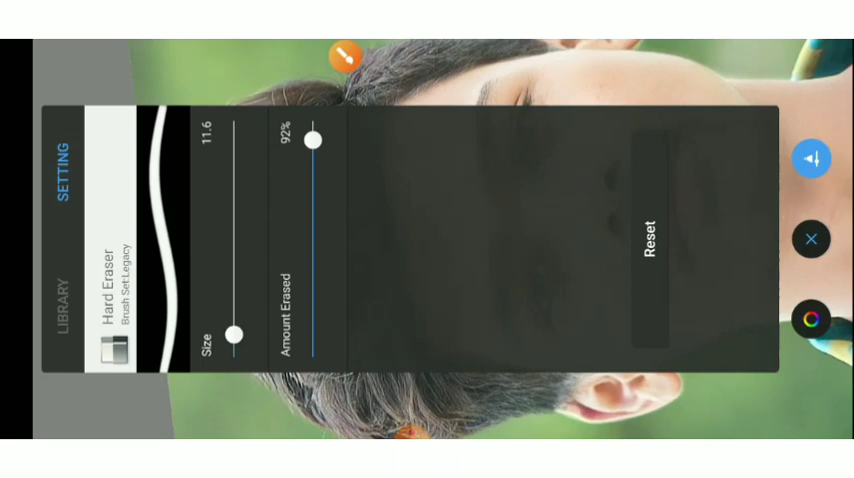 LIBRARY SETTING
Hard Eraser
Brush Set:Legacy
Size 11.6
Amount Erased 92%
Reset